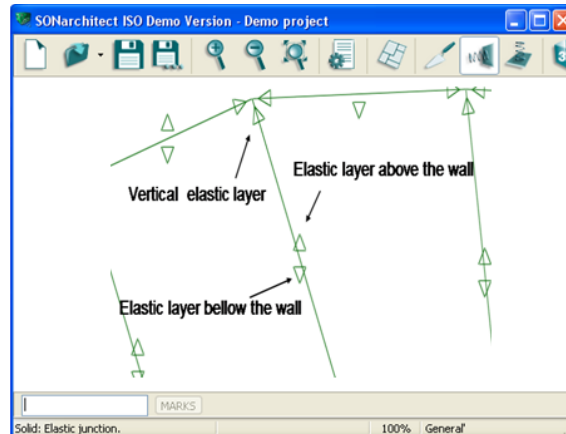 SONarchitect ISO Demo Version - Demo project
Elastic layer above the wall
Vertical elastic layer
Elastic layer bellow the wall
MARKS
Solid: Elastic junction.
100%
General'